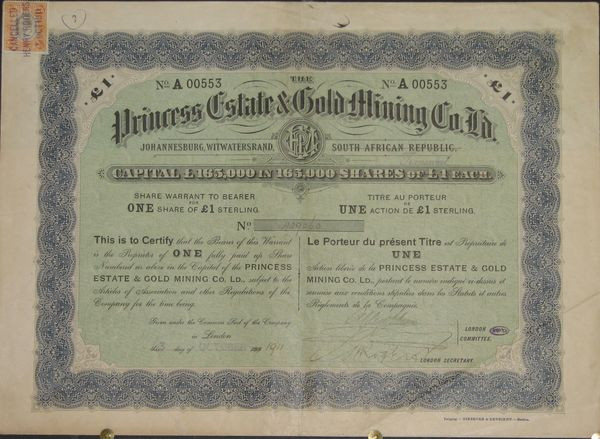 CANCELLED
No. A 00553
No. A 00553
£1
THE
£1
Princess Estate & Gold Mining Co. Ld.
JOHANNESBURG, WITWATERSRAND, SOUTH AFRICAN REPUBLIC.
CAPITAL £165,000 IN 165,000 SHARES OF £1 EACH.
SHARE WARRANT TO BEARER
FOR
ONE SHARE OF £1 STERLING.
TITRE AU PORTEUR
DE
UNE ACTION DE £1 STERLING.
No
This is to Certify that the Bearer of this Warrant
is the Proprietor of ONE fully paid up Share
Numbered as above in the Capital of the PRINCESS
ESTATE & GOLD MINING Co. LD., subject to the
Articles of Association and other Regulations of the
Company for the time being.
Le Porteur du présent Titre est Propriétaire de
UNE
Action libérée de la PRINCESS ESTATE & GOLD
MINING Co. LD., portant le numéro indiqué ci-dessus et
soumise aux conditions stipulées dans les Statuts et autres
Règlements de la Compagnie.
Given under the Common Seal of the Company
in London
day of OCTOBER 1911
LONDON
COMMITTEE.
LONDON SECRETARY.